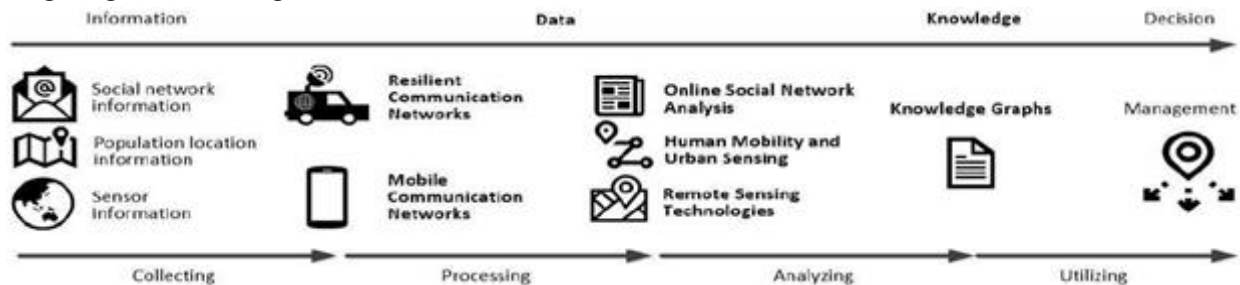 Information Data Knowledge Decision
Social network
information
Population location
information
Sensor
Information
Resilient
Communication
Networks
Mobile
Communication
Networks
Online Social Network
Analysis
Human Mobility and
Urban Sensing
Remote Sensing
Technologies
Knowledge Graphs
Management
Collecting Processing Analyzing Utilizing